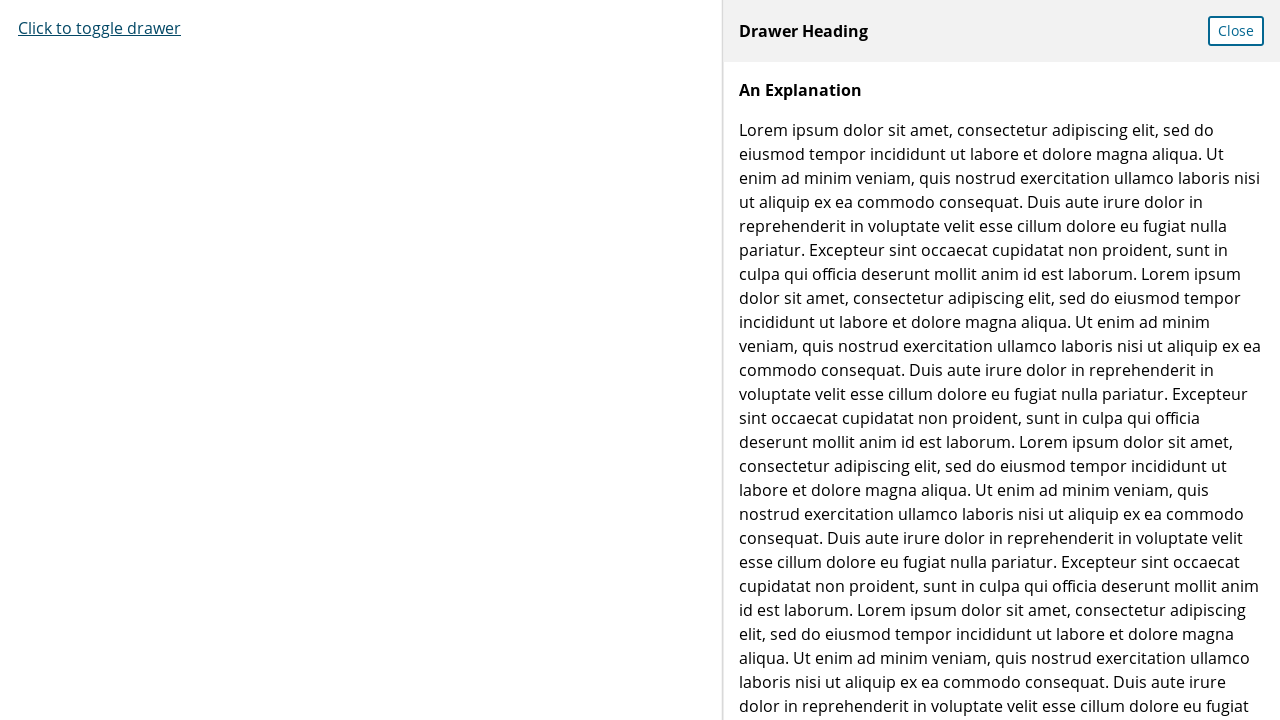 Click to toggle drawer
Drawer Heading
Close
An Explanation
Lorem ipsum dolor sit amet, consectetur adipiscing elit, sed do
eiusmod tempor incididunt ut labore et dolore magna aliqua. Ut
enim ad minim veniam, quis nostrud exercitation ullamco laboris nisi
ut aliquip ex ea commodo consequat. Duis aute irure dolor in
reprehenderit in voluptate velit esse cillum dolore eu fugiat nulla
pariatur. Excepteur sint occaecat cupidatat non proident, sunt in
culpa qui officia deserunt mollit anim id est laborum. Lorem ipsum
dolor sit amet, consectetur adipiscing elit, sed do eiusmod tempor
incididunt ut labore et dolore magna aliqua. Ut enim ad minim
veniam, quis nostrud exercitation ullamco laboris nisi ut aliquip ex ea
commodo consequat. Duis aute irure dolor in reprehenderit in
voluptate velit esse cillum dolore eu fugiat nulla pariatur. Excepteur
sint occaecat cupidatat non proident, sunt in culpa qui officia
deserunt mollit anim id est laborum. Lorem ipsum dolor sit amet,
consectetur adipiscing elit, sed do eiusmod tempor incididunt ut
labore et dolore magna aliqua. Ut enim ad minim veniam, quis
nostrud exercitation ullamco laboris nisi ut aliquip ex ea commodo
consequat. Duis aute irure dolor in reprehenderit in voluptate velit
esse cillum dolore eu fugiat nulla pariatur. Excepteur sint occaecat
cupidatat non proident, sunt in culpa qui officia deserunt mollit anim
id est laborum. Lorem ipsum dolor sit amet, consectetur adipiscing
elit, sed do eiusmod tempor incididunt ut labore et dolore magna
aliqua. Ut enim ad minim veniam, quis nostrud exercitation ullamco
laboris nisi ut aliquip ex ea commodo consequat. Duis aute irure
dolor in reprehenderit in voluptate velit esse cillum dolore eu fugiat